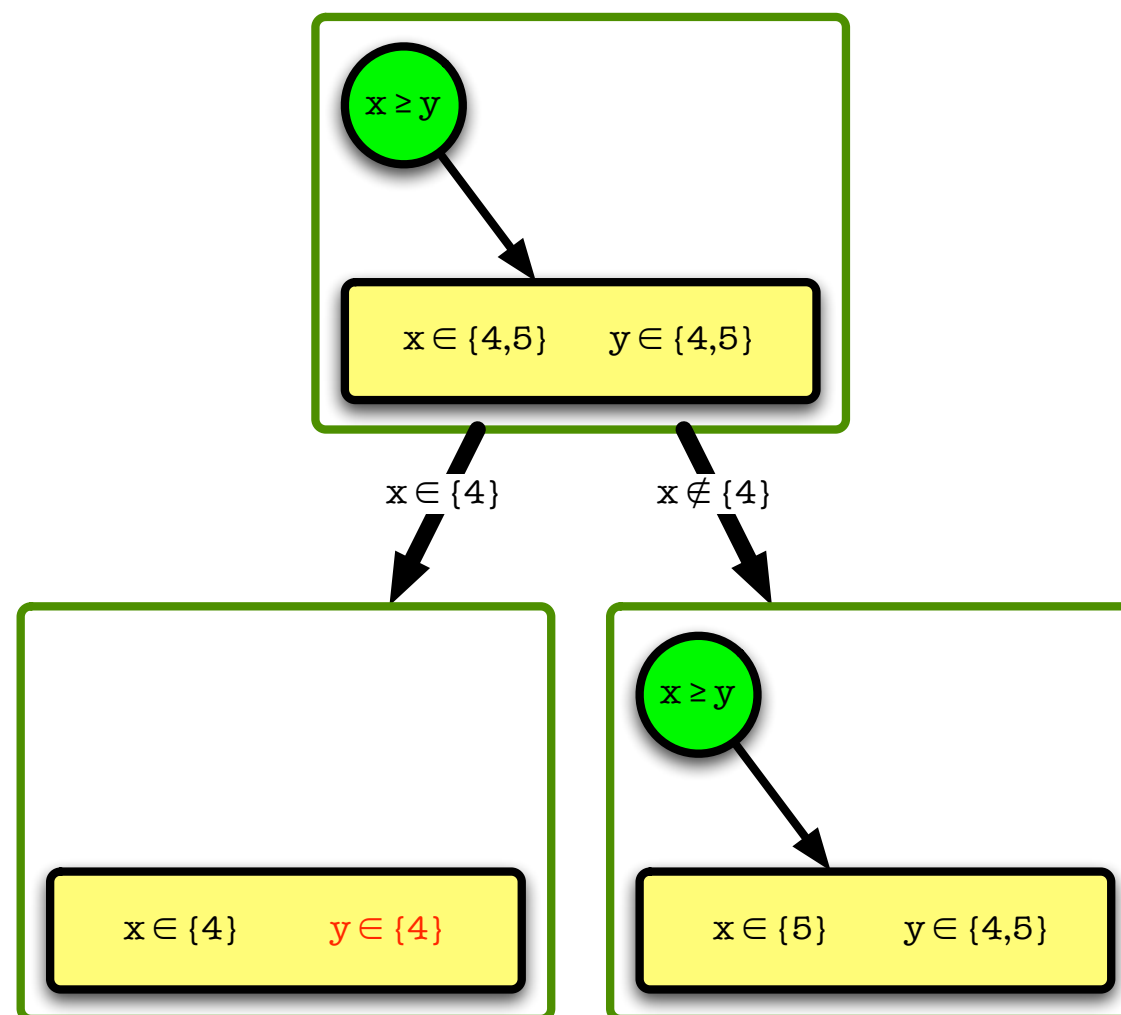 x ≥ y
x ∈ {4,5} y ∈ {4,5}
x ∈ {4} x ∉ {4}
x ≥ y
x ∈ {4} y ∈ {4} x ∈ {5} y ∈ {4,5}